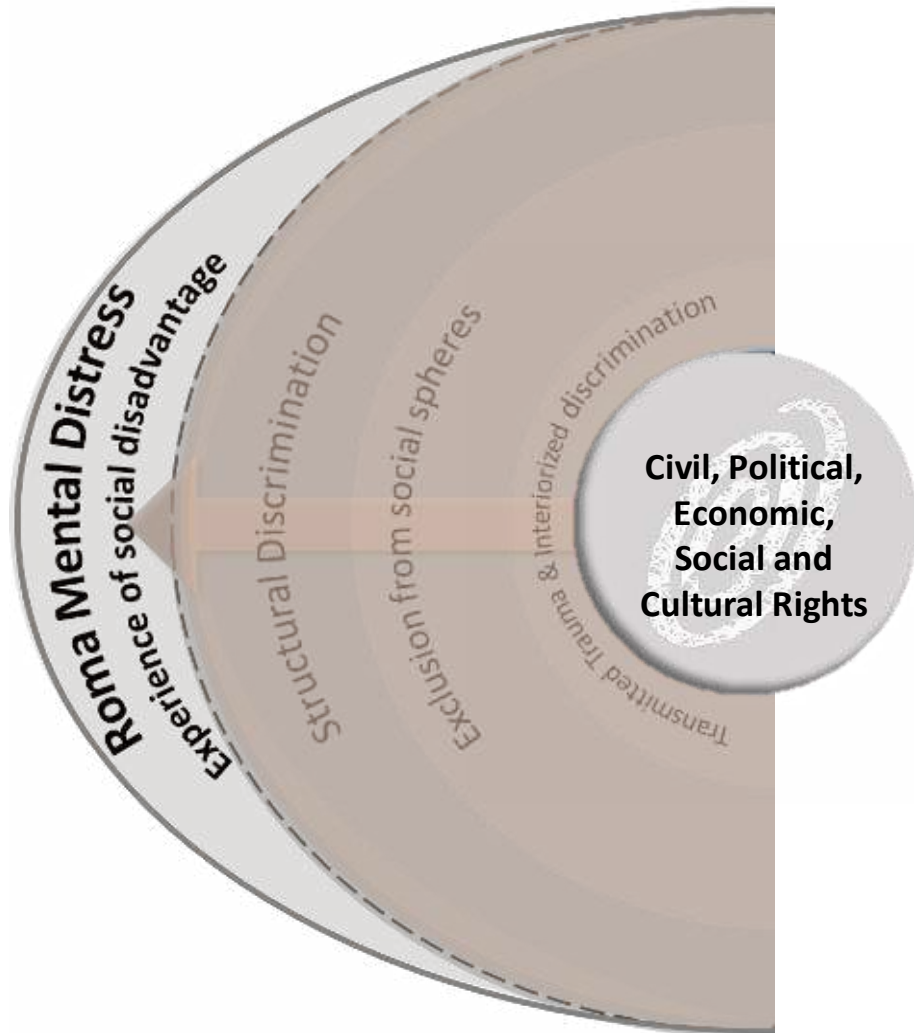 Roma Mental Distress
Experience of social disadvantage
Structural Discrimination
Exclusion from social spheres
Transmitted Trauma & Interiorized discrimination
Civil, Political,
Economic,
Social and
Cultural Rights